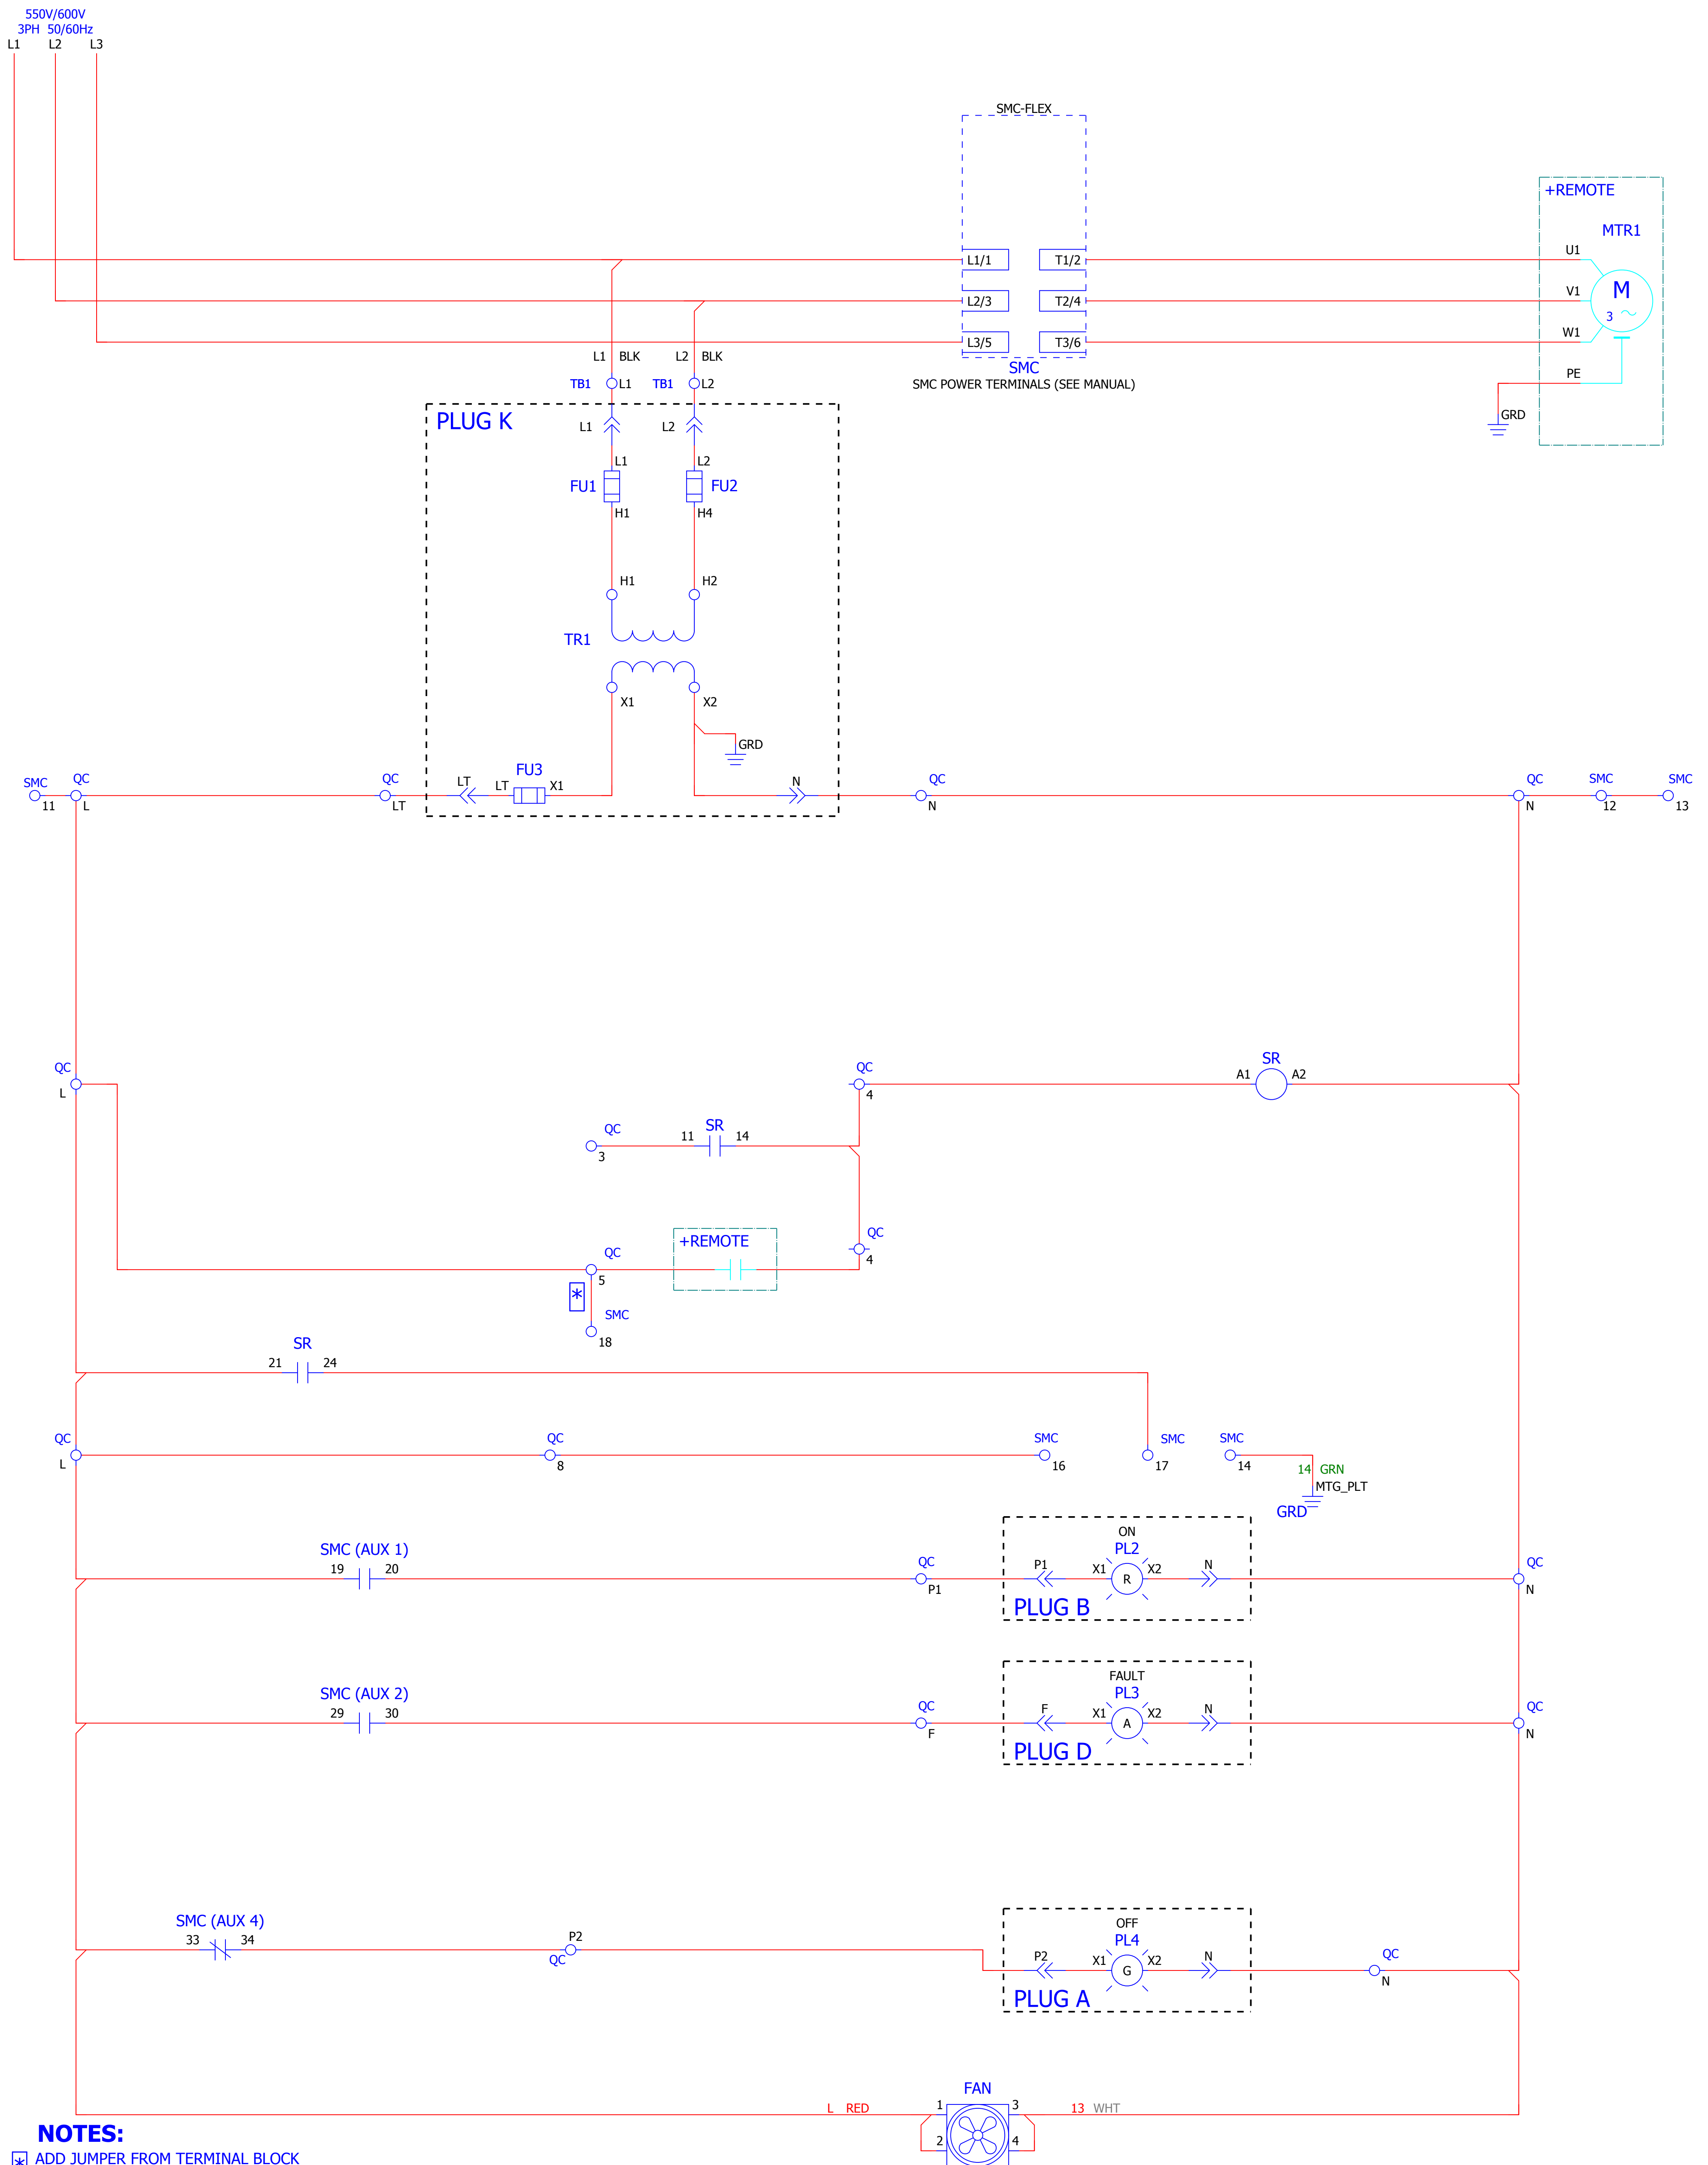 550V/600V
3PH 50/60Hz
L1 L2 L3
SMC-FLEX
+REMOTE
MTR1
L1/1 T1/2 U1
L2/3 T2/4 V1
M
3
L3/5 T3/6 W1
SMC
SMC POWER TERMINALS (SEE MANUAL)
PE
GRD
L1 BLK L2 BLK
TB1 L1 TB1 L2
PLUG K
L1 L2
L1 L2
FU1 FU2
H1 H4
H1 H2
TR1
X1 X2
GRD
SMC QC QC LT LT FU3 X1 N QC QC SMC SMC
11 L LT N N 12 13
QC QC SR
L 4 A1 A2
QC 11 SR 14
3
QC
4
+REMOTE
QC
5
*
SMC
18
SR
21 24
QC QC SMC SMC SMC
L 8 16 17 14
14 GRN
MTG_PLT
GRD
SMC (AUX 1)
19 20
QC
P1
ON
PL2
P1 X1 R X2 N
PLUG B
QC
N
SMC (AUX 2)
29 30
QC
F
FAULT
PL3
F X1 A X2 N
PLUG D
QC
N
SMC (AUX 4)
33 34
P2
QC
OFF
PL4
P2 X1 G X2 N
PLUG A
QC
N
FAN
L RED 1 3 13 WHT
2 4
NOTES:
* ADD JUMPER FROM TERMINAL BLOCK